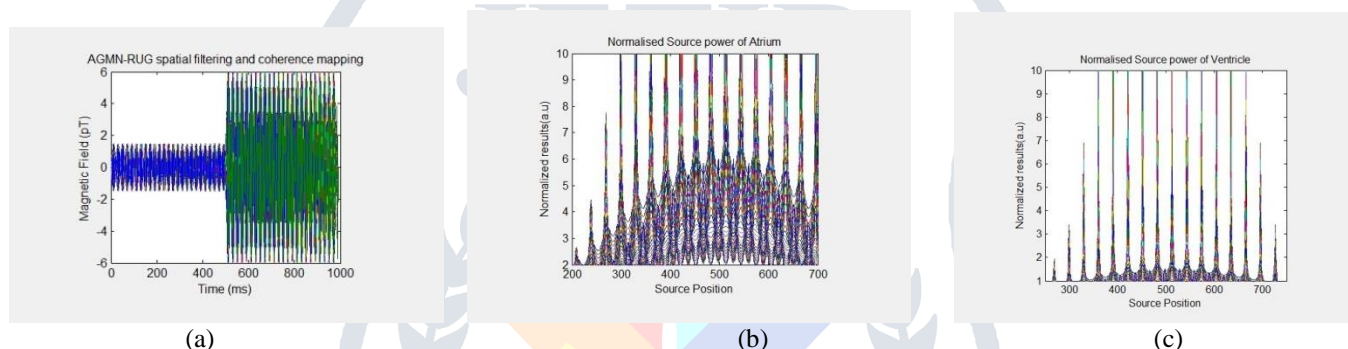 AGMN-RUG spatial filtering and coherence mapping
6
4
2
0
-2
-4
-6
Magnetic Field (pT)
0 200 400 600 800 1000
Time (ms)
(a)
Normalised Source power of Atrium
10
9
8
7
6
5
4
3
2
Normalized results(a.u)
200 300 400 500 600 700
Source Position
(b)
Normalised Source power of Ventricle
10
9
8
7
6
5
4
3
2
1
Normalized results(a.u)
300 400 500 600 700
Source Position
(c)